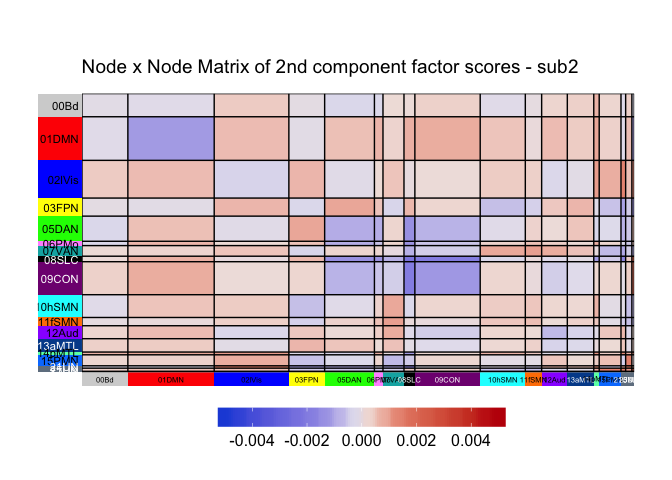 Node x Node Matrix of 2nd component factor scores - sub2
00Bd
01DMN
02Vis
03FPN
05DAN
06PMo
07VAN
08SLC
09CON
10hSMN
11fSMN
12Aud
13aMTL
15PMN
00Bd 01DMN 02Vis 03FPN 05DAN 08SLC 09CON 10hSMN 11fSMN 12Aud
-0.004 -0.002 0.000 0.002 0.004